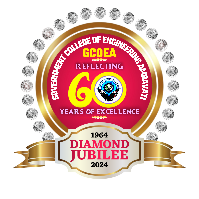 GOVERNMENT COLLEGE OF ENGINEERING AMRAVATI
GCOEA
REFLECTING
60
YEARS OF EXCELLENCE
1964
DIAMOND
JUBILEE
2024